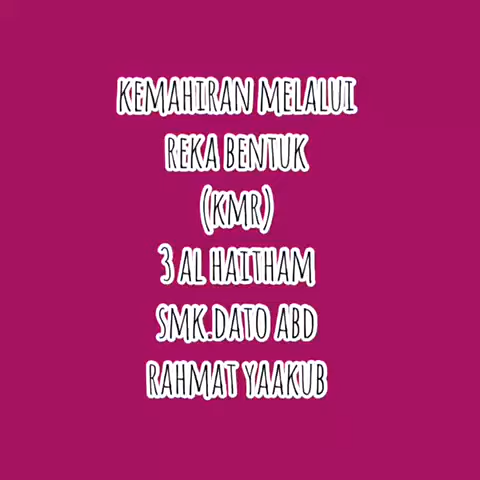 KEMAHIRAN MELALUI
REKA BENTUK
(KMR)
3 AL HAITHAM
SMK.DATO ABD
RAHMAT YAAKUB